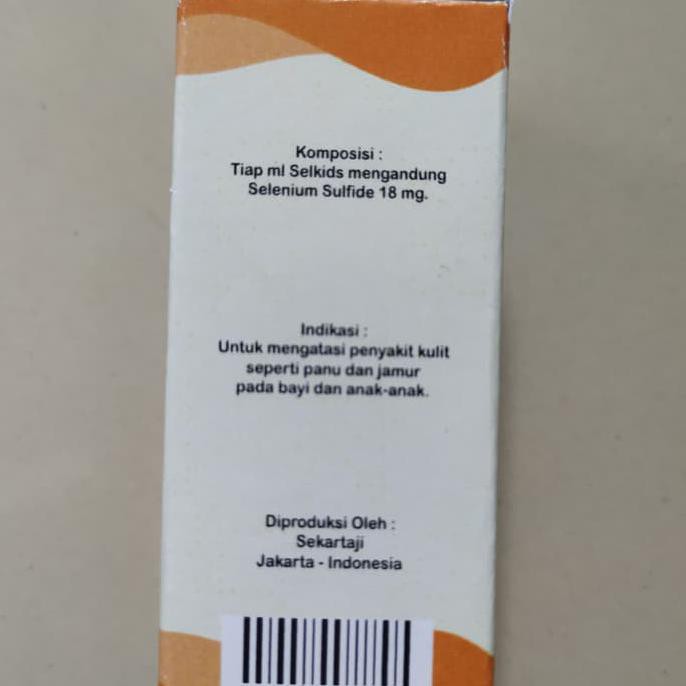 Komposisi :
Tiap ml Selkids mengandung
Selenium Sulfide 18 mg.
Indikasi :
Untuk mengatasi penyakit kulit
seperti panu dan jamur
pada bayi dan anak-anak.
Diproduksi Oleh :
Sekartaji
Jakarta - Indonesia